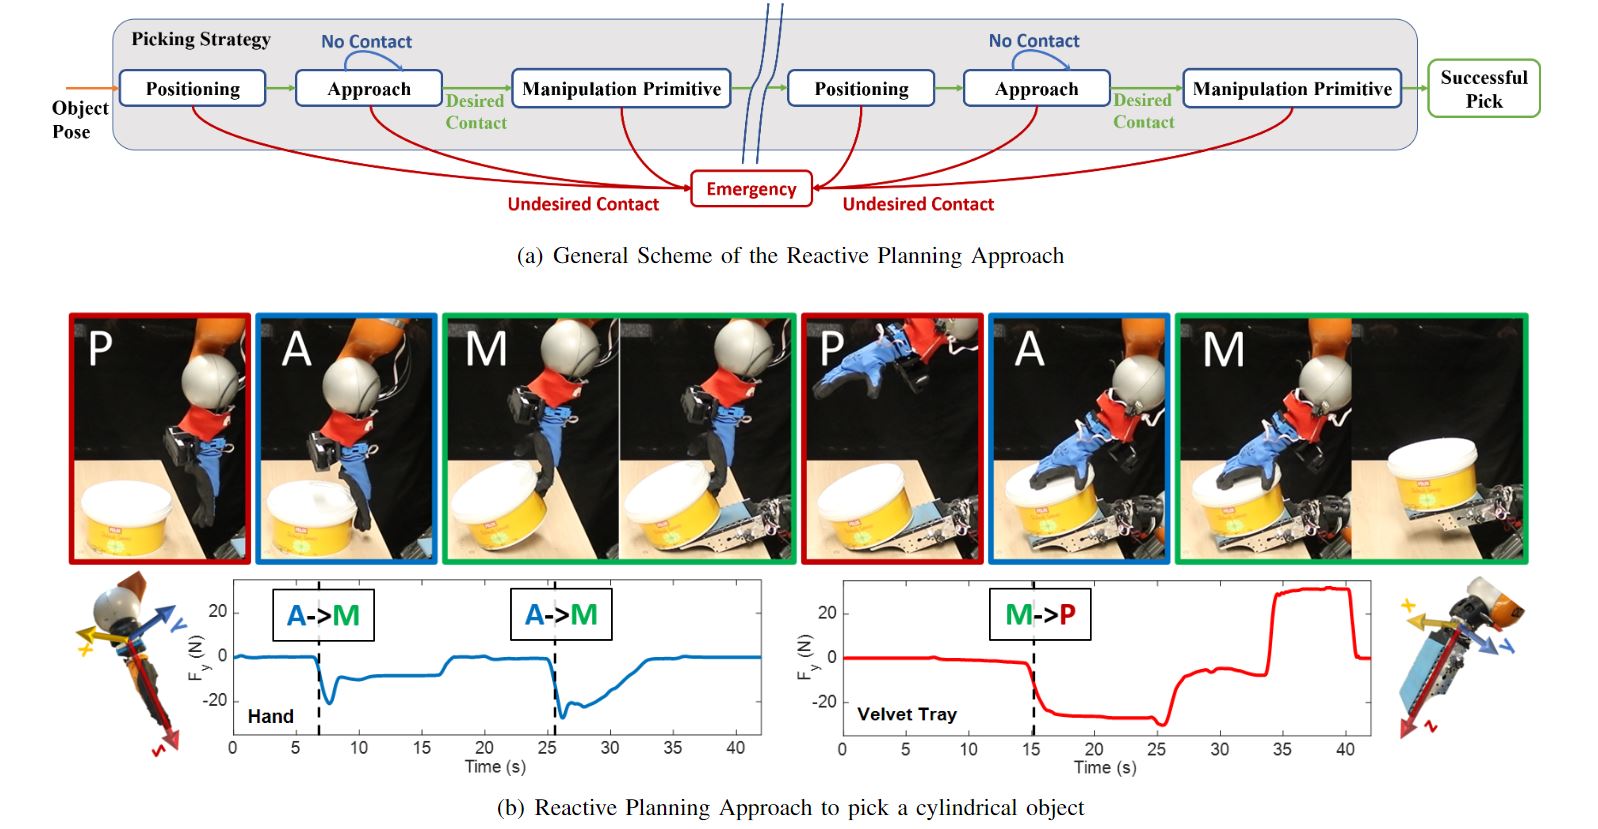 Picking Strategy
No Contact
No Contact
Positioning
Approach
Manipulation Primitive
Positioning
Approach
Manipulation Primitive
Successful
Pick
Object
Pose
Desired
Contact
Desired
Contact
Emergency
Undesired Contact
Undesired Contact
(a) General Scheme of the Reactive Planning Approach
P
A
M
P
A
M
A->M
A->M
20
0
-20
F_y (N)
Hand
0 5 10 15 20 25 30 35 40
Time (s)
X
Y
Z
M->P
20
0
-20
F_y (N)
Velvet Tray
0 5 10 15 20 25 30 35 40
Time (s)
X
Y
Z
(b) Reactive Planning Approach to pick a cylindrical object